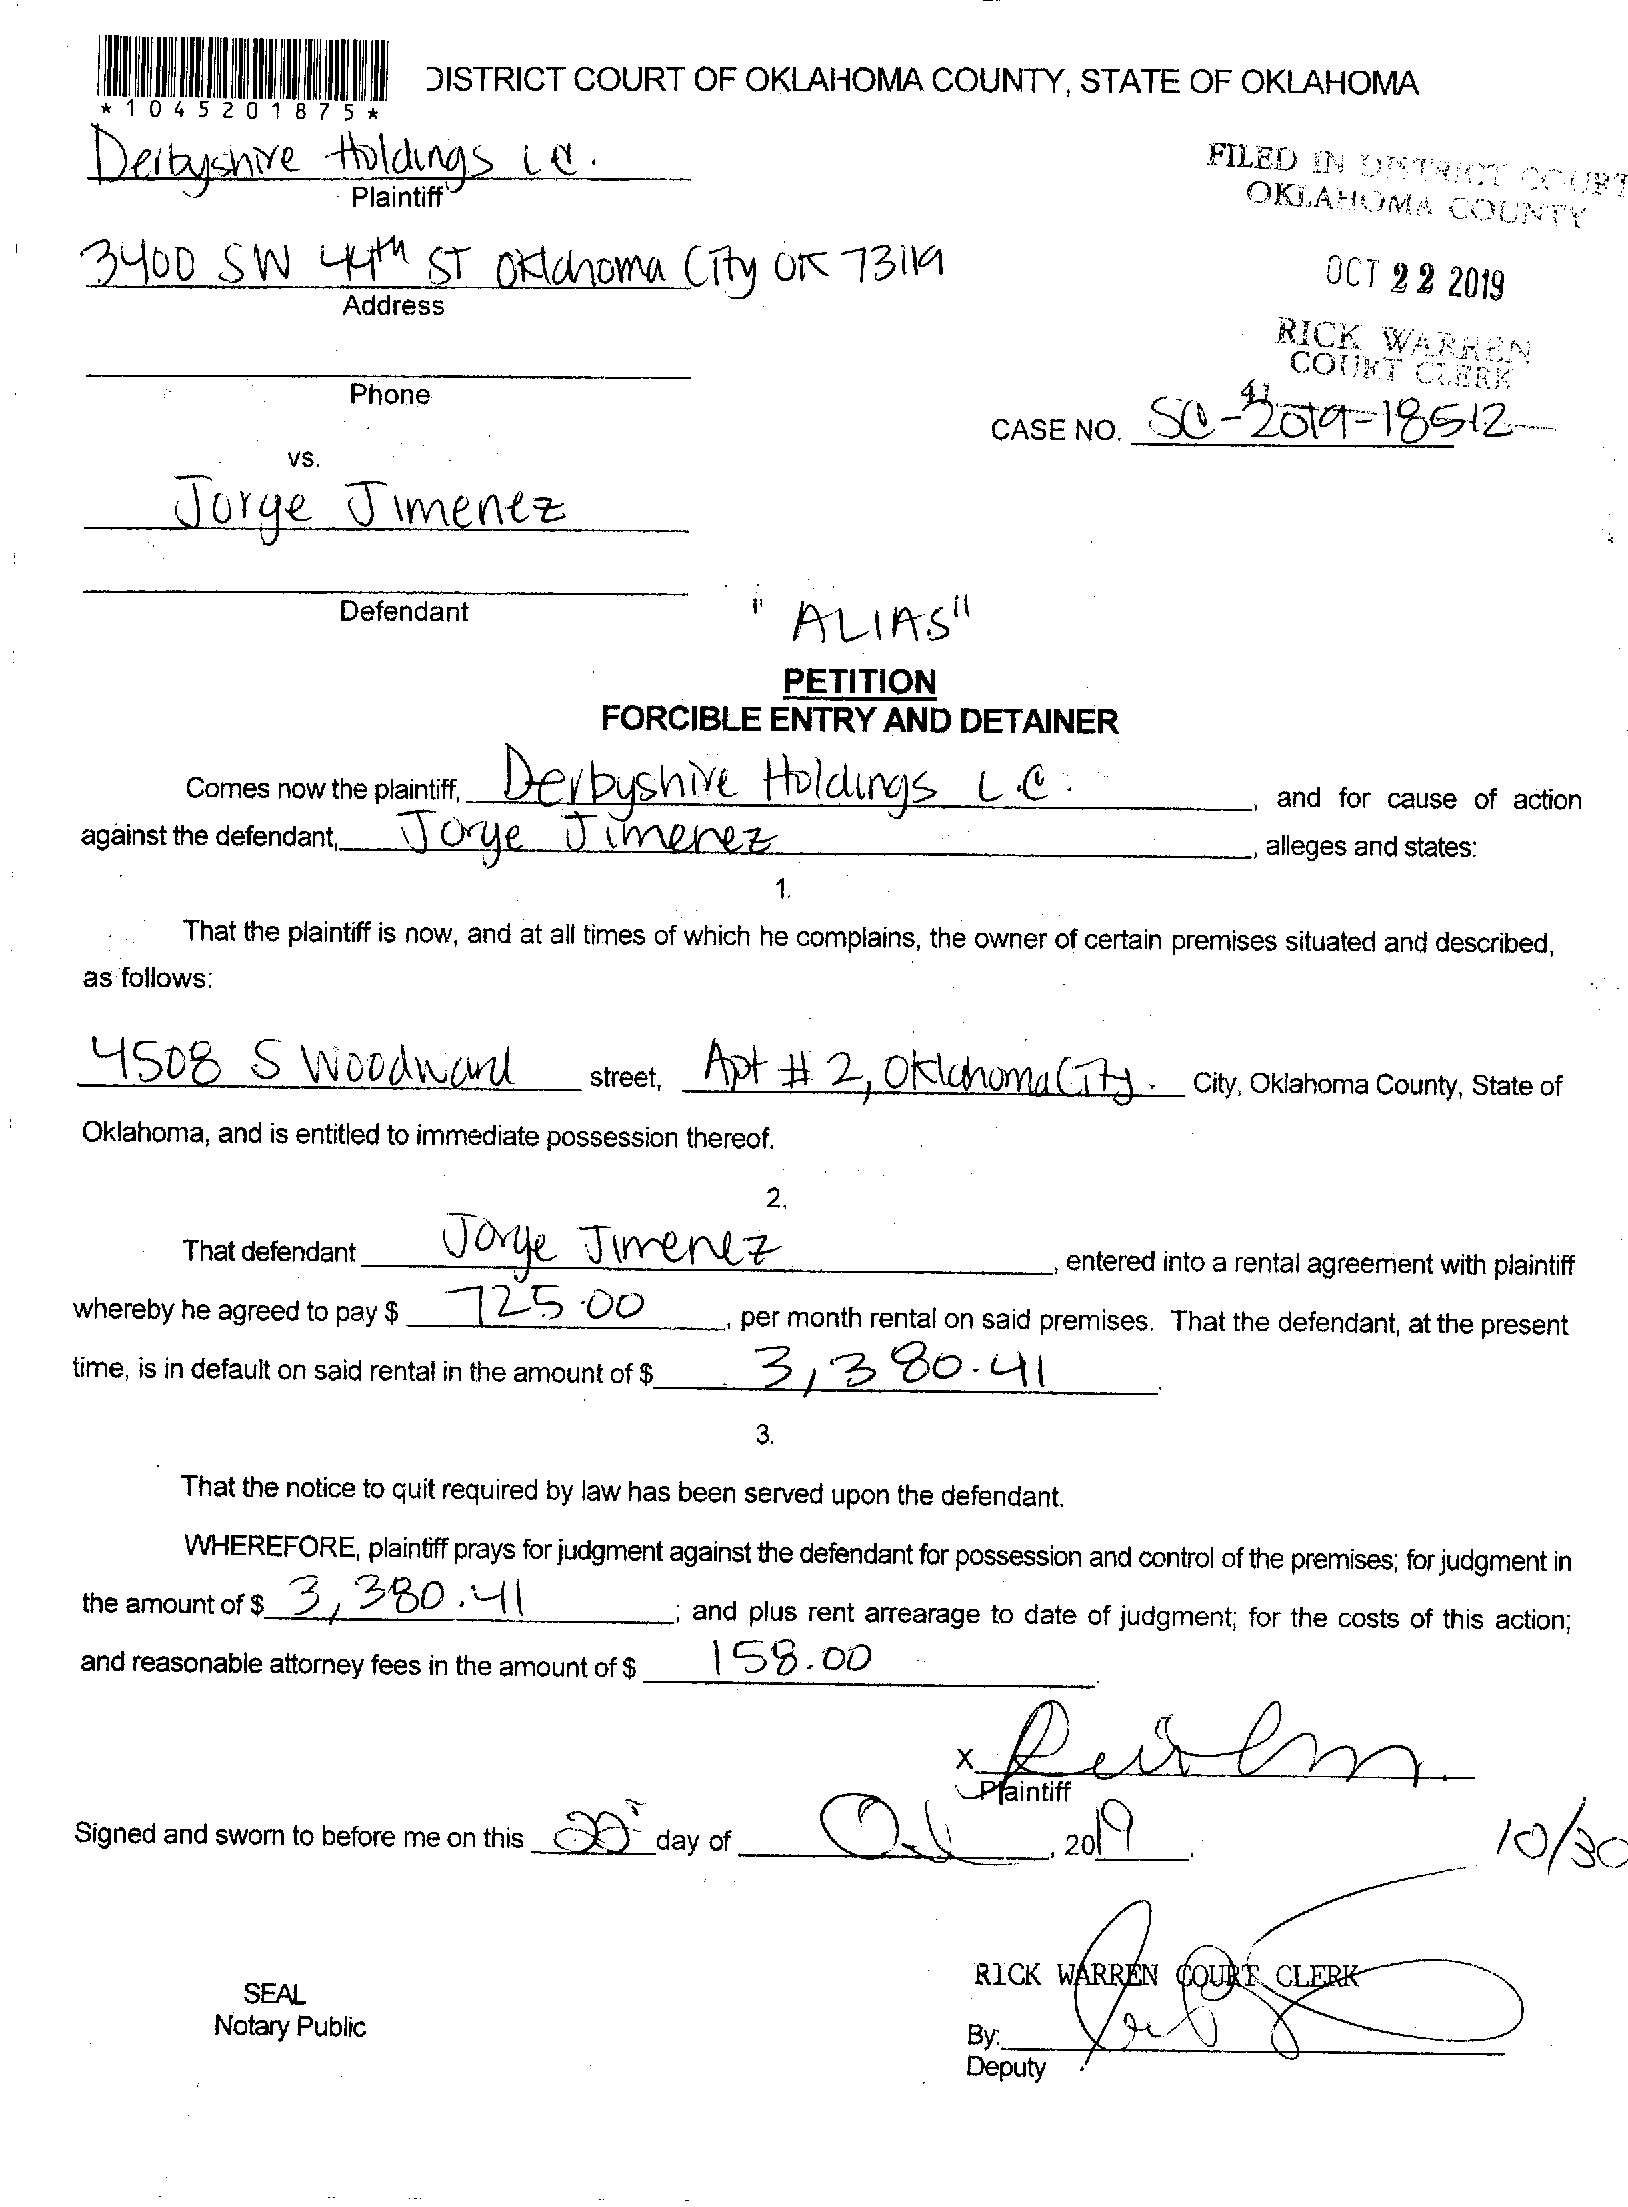 *1045201875*
DISTRICT COURT OF OKLAHOMA COUNTY, STATE OF OKLAHOMA
Derbyshire Holdings L.C.
Plaintiff
FILED IN DISTRICT COURT
OKLAHOMA COUNTY
3400 SW 44th ST Oklahoma City OK 73119
Address
OCT 22 2019
RICK WARREN
COURT CLERK
Phone
CASE NO. SC-2019-18512
vs.
Jorge Jimenez
Defendant
"ALIAS"
PETITION
FORCIBLE ENTRY AND DETAINER
Comes now the plaintiff, Derbyshire Holdings L.C. , and for cause of action
against the defendant, Jorge Jimenez , alleges and states:
1.
That the plaintiff is now, and at all times of which he complains, the owner of certain premises situated and described,
as follows:
4508 S Woodward street, Apt # 2, Oklahoma City. City, Oklahoma County, State of
Oklahoma, and is entitled to immediate possession thereof.
2.
That defendant Jorge Jimenez , entered into a rental agreement with plaintiff
whereby he agreed to pay $ 725.00 , per month rental on said premises. That the defendant, at the present
time, is in default on said rental in the amount of $ 3,380.41 .
3.
That the notice to quit required by law has been served upon the defendant.
WHEREFORE, plaintiff prays for judgment against the defendant for possession and control of the premises; for judgment in
the amount of $ 3,380.41 ; and plus rent arrearage to date of judgment; for the costs of this action;
and reasonable attorney fees in the amount of $ 158.00
X
Plaintiff
Signed and sworn to before me on this 22 day of Oct , 2019 .
10/30
RICK WARREN COURT CLERK
SEAL
Notary Public
By:
Deputy